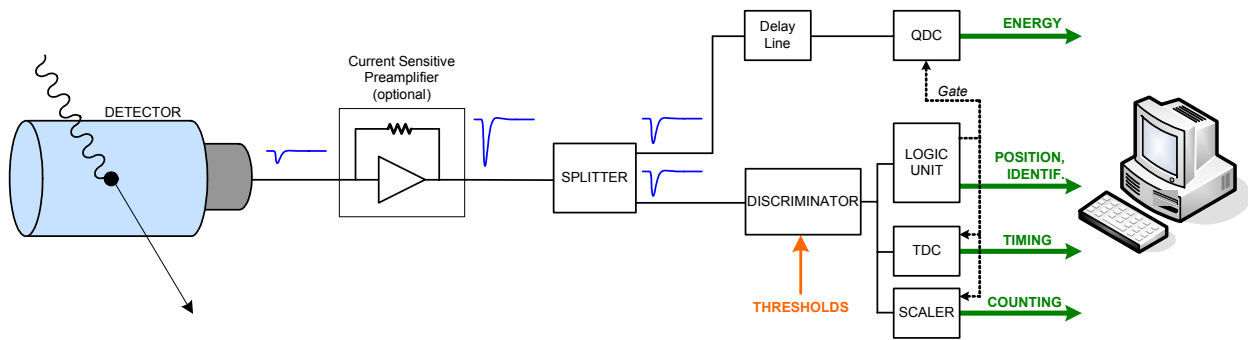 Current Sensitive
Preamplifier
(optional)
DETECTOR
SPLITTER
Delay
Line
QDC
ENERGY
Gate
LOGIC
UNIT
POSITION,
IDENTIF.
DISCRIMINATOR
TDC
TIMING
THRESHOLDS
SCALER
COUNTING